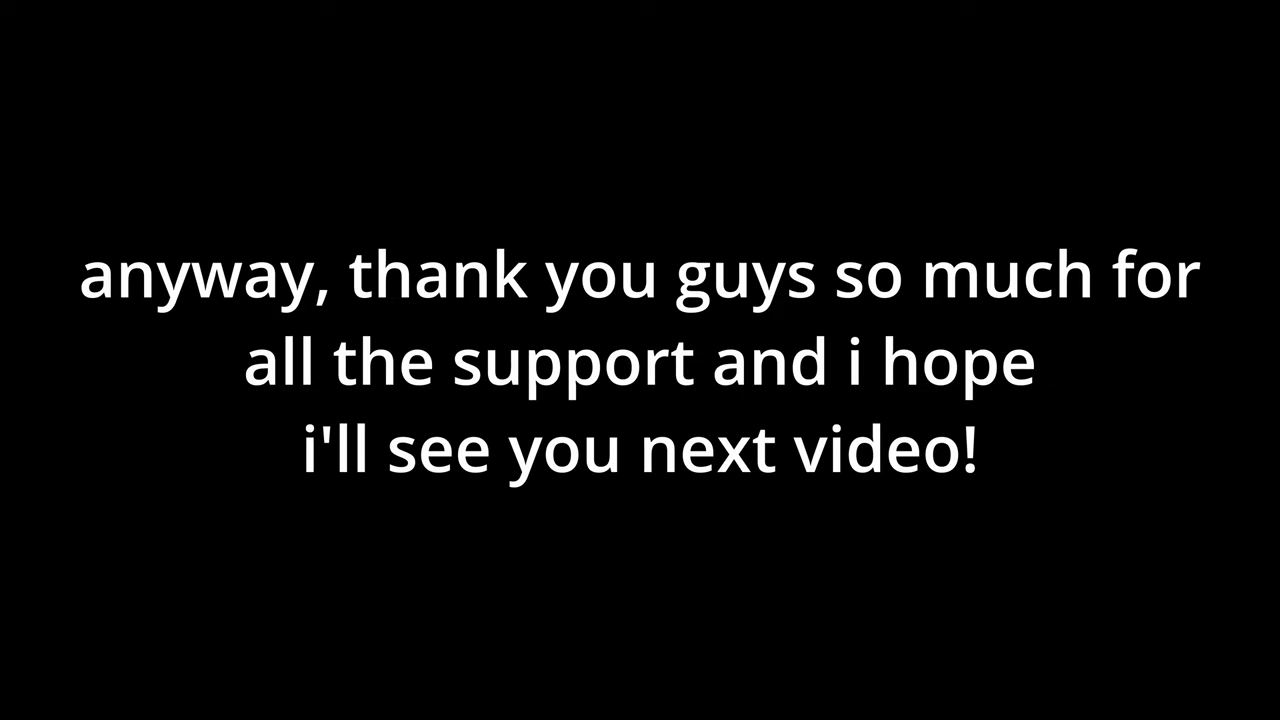 anyway, thank you guys so much for
all the support and i hope
i'll see you next video!